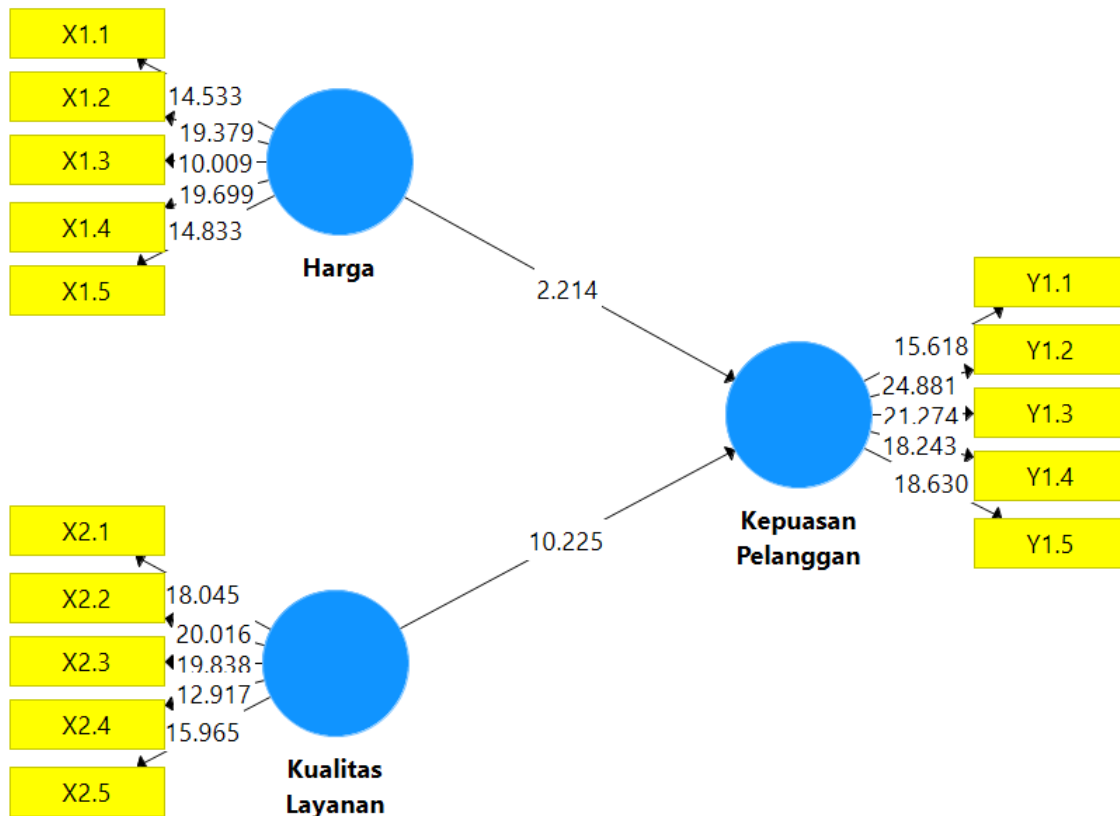 X1.1
X1.2
X1.3
X1.4
X1.5
14.533
19.379
10.009
19.699
14.833
Harga
2.214
X2.1
X2.2
X2.3
X2.4
X2.5
18.045
20.016
19.838
12.917
15.965
Kualitas
Layanan
10.225
Kepuasan
Pelanggan
15.618
24.881
21.274
18.243
18.630
Y1.1
Y1.2
Y1.3
Y1.4
Y1.5